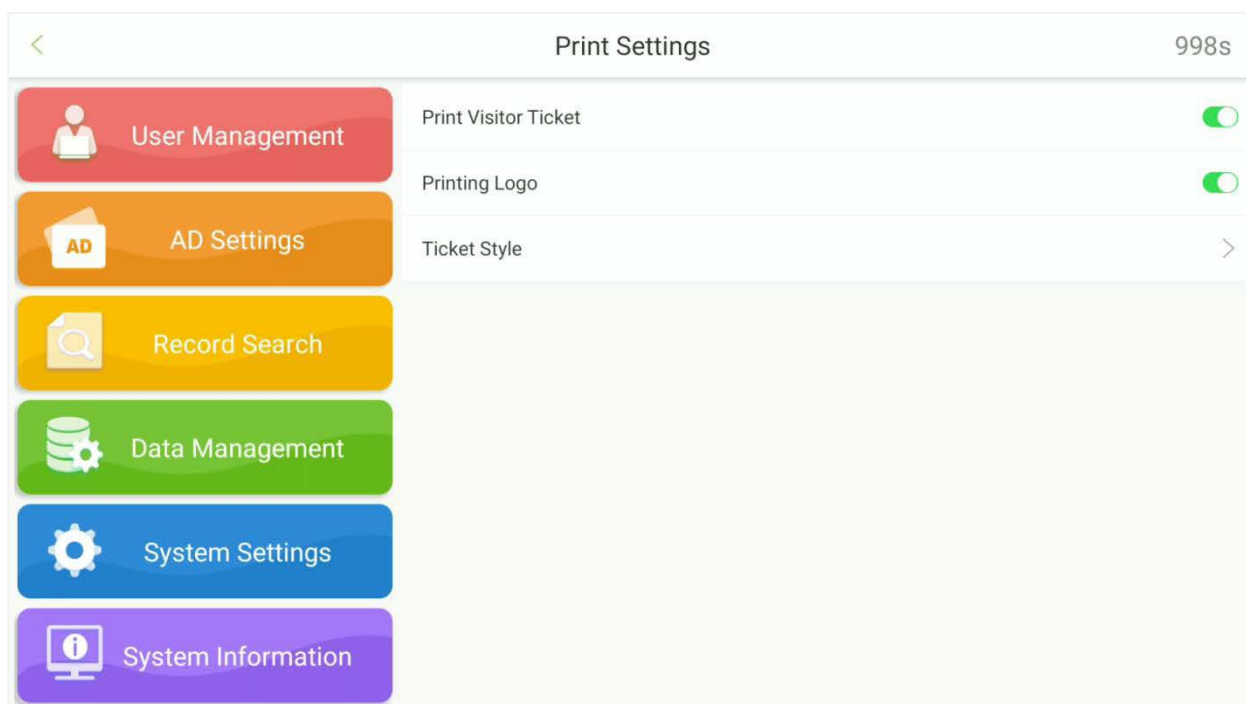 Print Settings
998s
User Management
AD
AD Settings
Record Search
Data Management
System Settings
System Information
Print Visitor Ticket
Printing Logo
Ticket Style